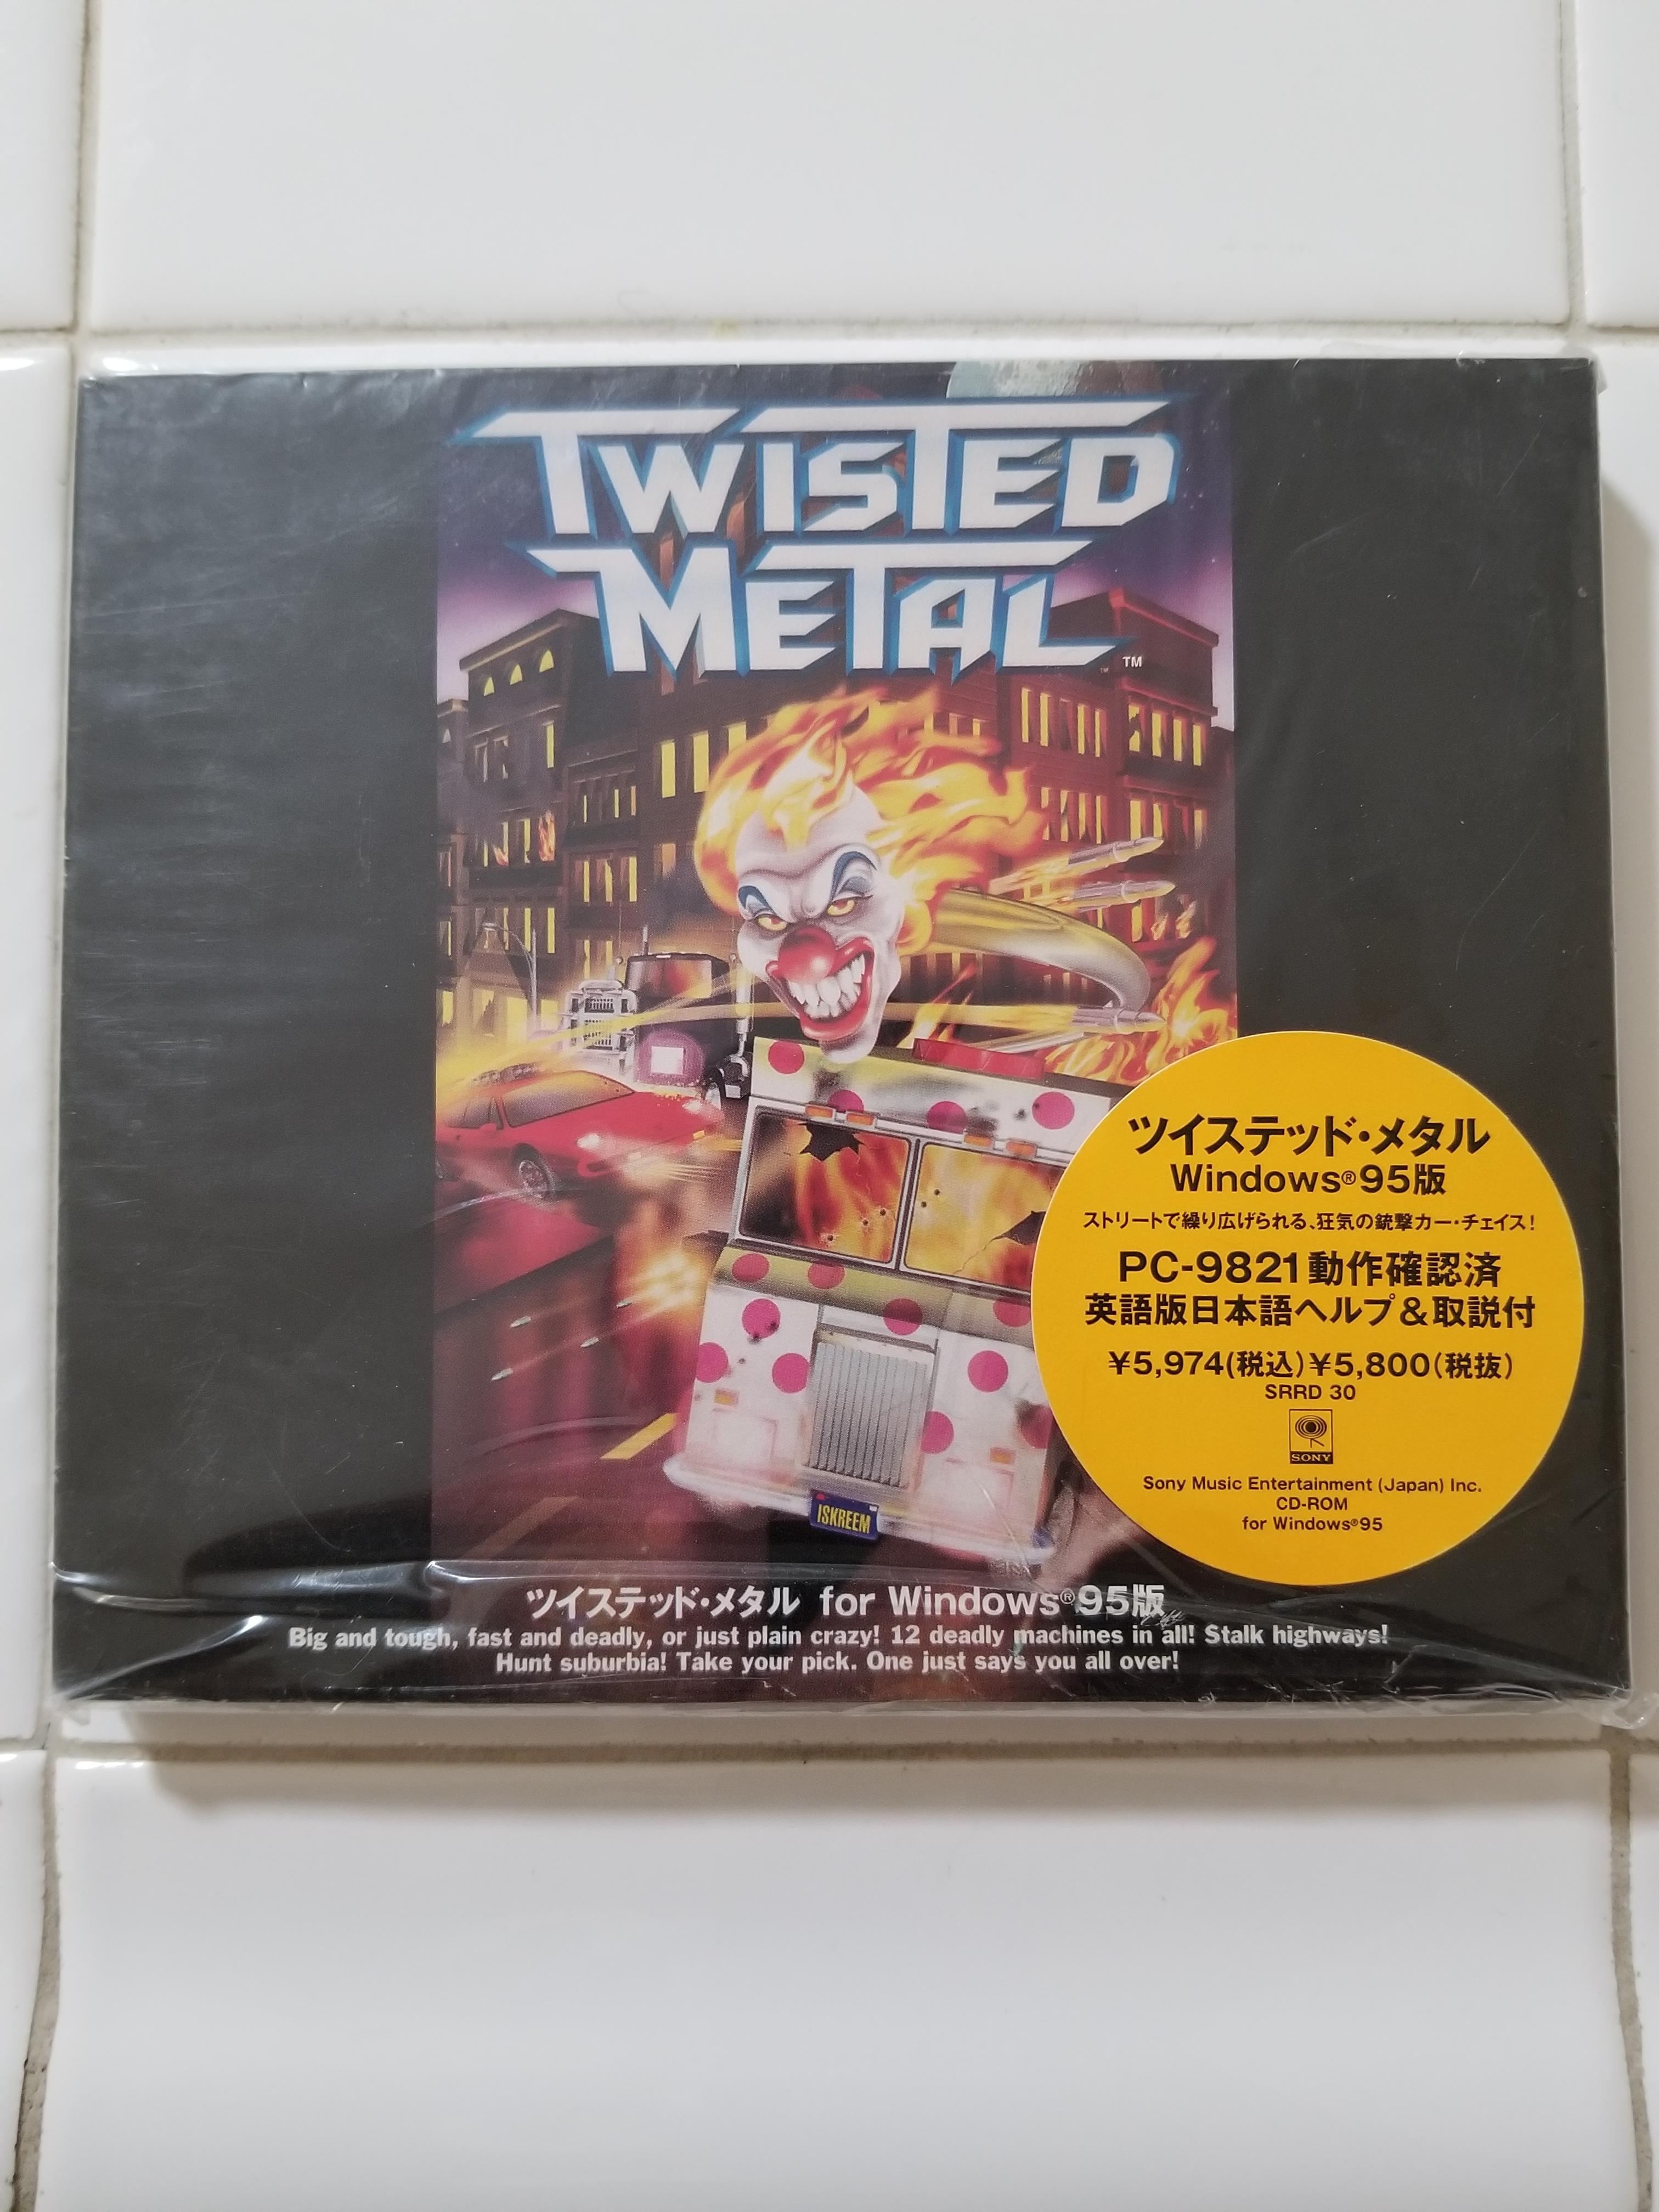 TWISTED
METAL™
ISKREEM
ツイステッド・メタル
Windows®95版
ストリートで繰り広げられる、狂気の銃撃カー・チェイス!
PC-9821動作確認済
英語版日本語ヘルプ&取説付
¥5,974(税込)¥5,800(税抜)
SRRD 30
SONY
Sony Music Entertainment (Japan) Inc.
CD-ROM
for Windows®95
ツイステッド・メタル for Windows®95版
Big and tough, fast and deadly, or just plain crazy! 12 deadly machines in all! Stalk highways!
Hunt suburbia! Take your pick. One just says you all over!